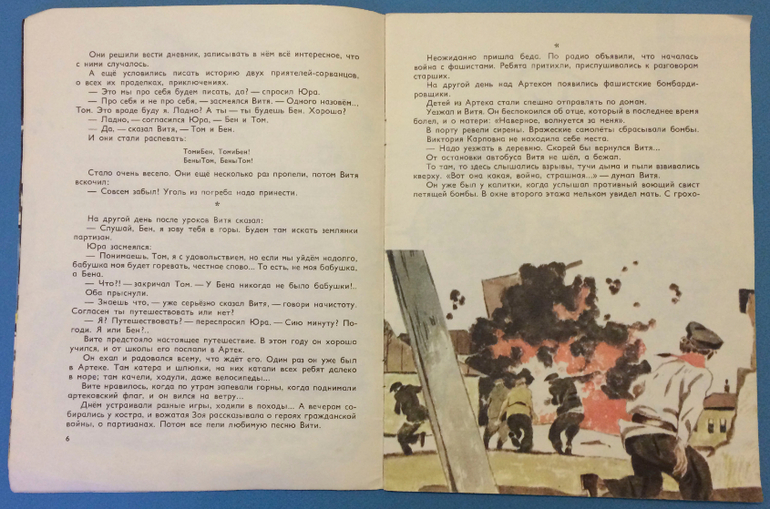 Они решили вести дневник, записывать в нём всё интересное, что
с ними случалось.
А ещё условились писать историю двух приятелей-сорванцов,
о всех их проделках, приключениях.
— Это мы про себя будем писать, да? — спросил Юра.
— Про себя и не про себя, — засмеялся Витя. — Одного назовём...
Том. Это вроде буду я. Ладно? А ты — ты будешь Бен. Хорошо?
— Ладно, — согласился Юра, — Бен и Том.
— Да, — сказал Витя, — Том и Бен.
И они стали распевать:
ТомиБен, ТомиБен!
БеныТом, БеныТом!
Стало очень весело. Они ещё несколько раз пропели, потом Витя
вскочил:
— Совсем забыл! Уголь из погреба надо принести.
*
На другой день после уроков Витя сказал:
— Слушай, Бен, я зову тебя в горы. Будем там искать землянки
партизан.
Юра засмеялся:
— Понимаешь, Том, я с удовольствием, но если мы уйдём надолго,
бабушка моя будет горевать, честное слово... То есть, не моя бабушка,
а Бена.
— Что?! — закричал Том. — У Бена никогда не было бабушки!..
Оба прыснули.
— Знаешь что, — уже серьёзно сказал Витя, — говори начистоту.
Согласен ты путешествовать или нет?
— Я? Путешествовать? — переспросил Юра. — Сию минуту? По-
годи. Я или Бен?..
Вите предстояло настоящее путешествие. В этом году он хорошо
учился, и от школы его послали в Артек.
Он ехал и радовался всему, что ждёт его. Один раз он уже был
в Артеке. Там катера и шлюпки, на них катали всех ребят далеко
в море; там качели, ходули, даже велосипеды...
Вите нравилось, когда по утрам запевали горны, когда поднимали
артековский флаг, и он вился на ветру...
Днём устраивали разные игры, ходили в походы... А вечерам со-
бирались у костра, и вожатая Зоя рассказывала о героях гражданской
войны, о партизанах. Потом все пели любимую песню Вити.
6
*
Неожиданно пришла беда. По радио объявили, что началась
война с фашистами. Ребята притихли, прислушивались к разговорам
старших.
На другой день над Артеком появились фашистские бомбарди-
ровщики.
Детей из Артека стали спешно отправлять по домам.
Уезжал и Витя. Он беспокоился об отце, который в последнее время
болел, и о матери: «Наверное, волнуется за меня».
В порту ревели сирены. Вражеские самолёты сбрасывали бомбы.
Виктория Карповна не находила себе места.
— Надо уезжать в деревню. Скорей бы вернулся Витя...
От остановки автобуса Витя не шёл, а бежал.
То там, то здесь слышались взрывы, тучи дыма и пыли взвивались
кверху. «Вот она какая, война, страшная...» — думал Витя.
Он уже был у калитки, когда услышал противный воющий свист
летящей бомбы. В окне второго этажа мельком увидел мать. С грохо-